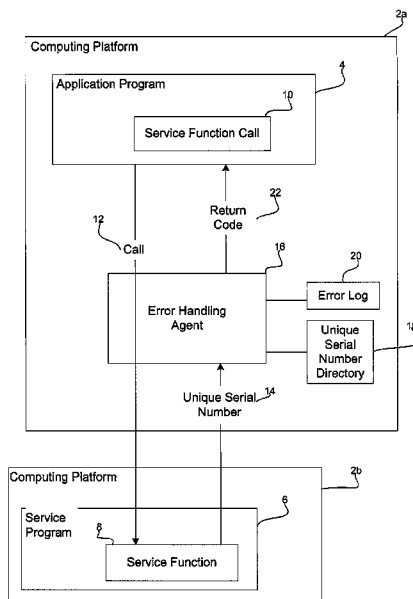 2a
Computing Platform
Application Program
4
10
Service Function Call
12
Call
Return
Code
22
16
Error Handling
Agent
20
Error Log
Unique
Serial
Number
Directory
Unique Serial
Number
14
Computing Platform
2b
Service
Program
6
8
Service Function